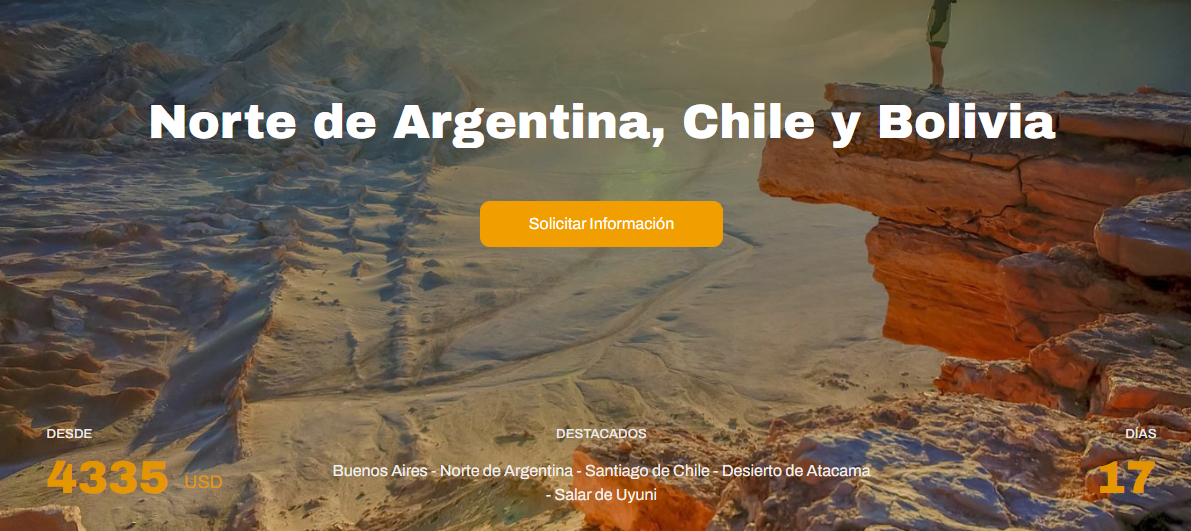 Norte de Argentina, Chile y Bolivia
Solicitar Información
DESDE
4335 USD
DESTACADOS
Buenos Aires - Norte de Argentina - Santiago de Chile - Desierto de Atacama
- Salar de Uyuni
DÍAS
17